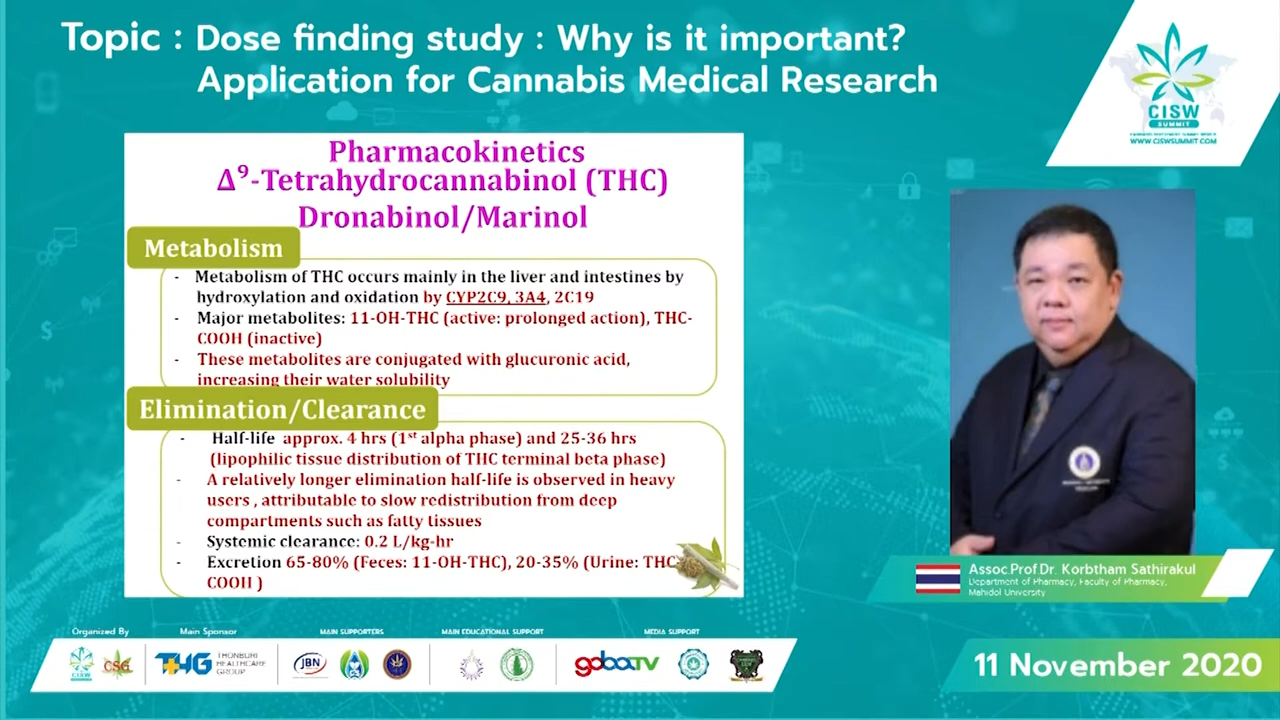 Topic : Dose finding study : Why is it important?
Application for Cannabis Medical Research
CISW
SUMMIT
WWW.CISWSUMMIT.COM
Pharmacokinetics
Δ⁹-Tetrahydrocannabinol (THC)
Dronabinol/Marinol
Metabolism
- Metabolism of THC occurs mainly in the liver and intestines by
hydroxylation and oxidation by CYP2C9, 3A4, 2C19
- Major metabolites: 11-OH-THC (active: prolonged action), THC-
COOH (inactive)
- These metabolites are conjugated with glucuronic acid,
increasing their water solubility
Elimination/Clearance
- Half-life approx. 4 hrs (1st alpha phase) and 25-36 hrs
(lipophilic tissue distribution of THC terminal beta phase)
- A relatively longer elimination half-life is observed in heavy
users , attributable to slow redistribution from deep
compartments such as fatty tissues
- Systemic clearance: 0.2 L/kg-hr
- Excretion 65-80% (Feces: 11-OH-THC), 20-35% (Urine: THC
COOH )
Assoc.Prof.Dr. Korbtham Sathirakul
Department of Pharmacy, Faculty of Pharmacy,
Mahidol University
Organized By
Main Sponsor
MAIN SUPPORTERS
MAIN EDUCATIONAL SUPPORT
MEDIA SUPPORT
CISW
CSG
THG
THONBURI
HEALTHCARE
GROUP
JBN
gobaTV
11 November 2020